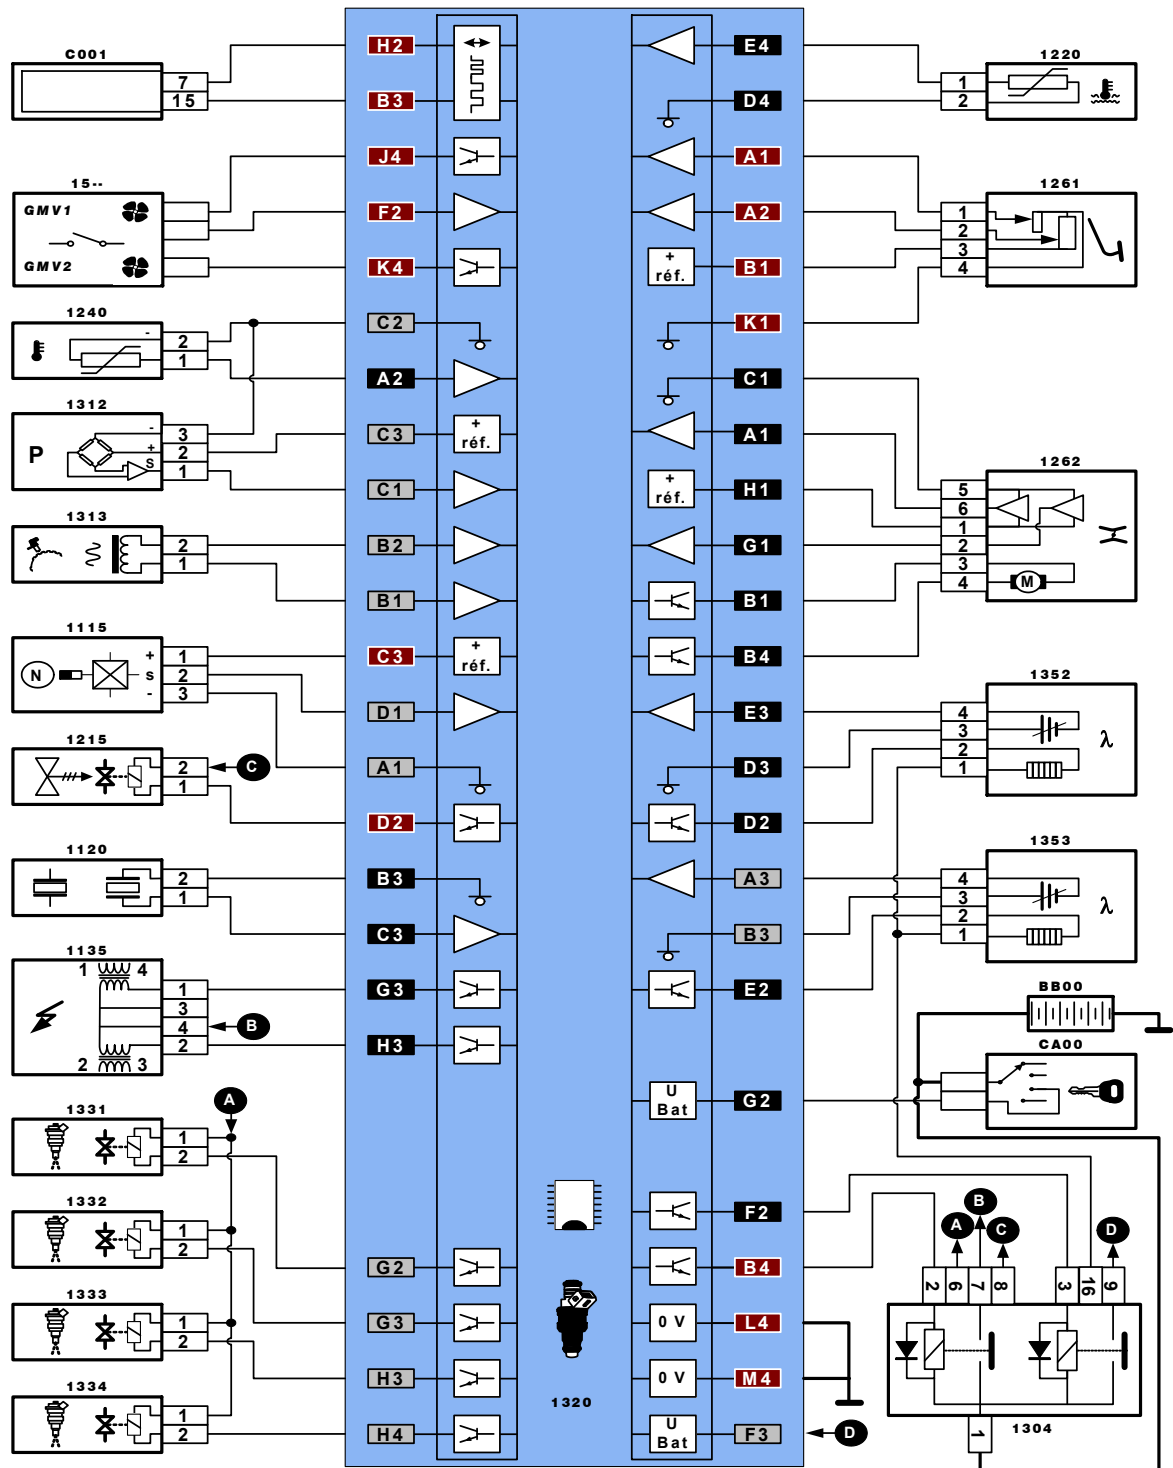 C001
7
15
H2
B3
E4
D4
1220
1
2
15--
GMV1
GMV2
J4
F2
K4
A1
A2
+
réf.
B1
K1
1261
1
2
3
4
1240
-
2
1
C2
A2
C1
1312
P
-
+
S
3
2
1
C3
+
réf.
C1
A1
+
réf.
H1
G1
B1
B4
1262
5
6
1
2
3
4
M
1313
2
1
B2
B1
1115
N
+
s
-
1
2
3
C3
+
réf.
D1
A1
E3
D3
D2
1352
4
3
2
1
λ
1215
2
1
C
D2
1120
2
1
B3
C3
A3
B3
E2
1353
4
3
2
1
λ
1135
1
4
2
3
1
3
4
2
B
G3
H3
BB00
CA00
U
Bat
G2
A
1331
1
2
1332
1
2
1333
1
2
1334
1
2
G2
G3
H3
H4
F2
B4
0 V
L4
0 V
M4
U
Bat
F3
D
1320
A
B
C
D
2
6
7
8
3
16
9
1
1304